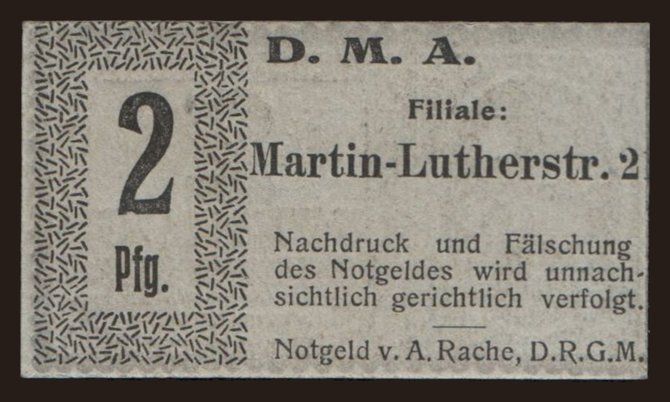 2
Pfg.
D. M. A.
Filiale:
Martin-Lutherstr. 2
Nachdruck und Fälschung
des Notgeldes wird unnach-
sichtlich gerichtlich verfolgt.
Notgeld v. A. Rache, D.R.G.M.